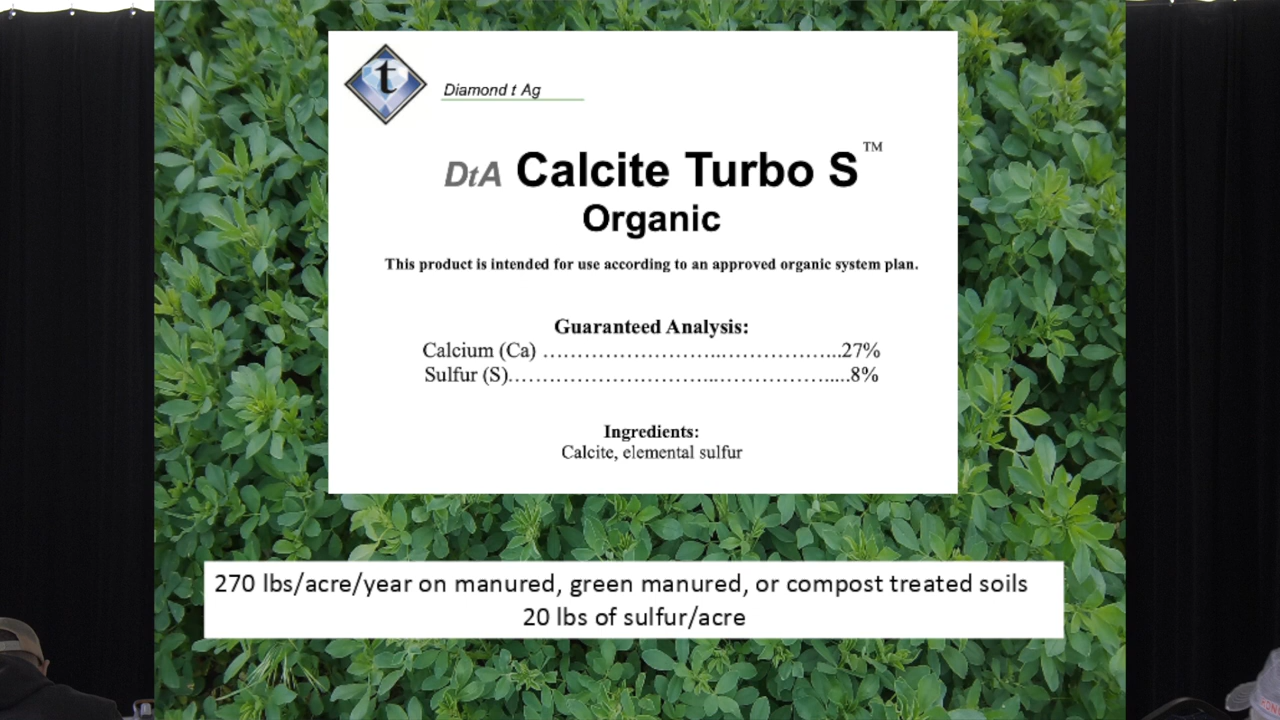 t
Diamond t Ag
DtA Calcite Turbo S™
Organic
This product is intended for use according to an approved organic system plan.
Guaranteed Analysis:
Calcium (Ca) ……………………...……………...27%
Sulfur (S)………………………...…………….....8%
Ingredients:
Calcite, elemental sulfur
270 lbs/acre/year on manured, green manured, or compost treated soils
20 lbs of sulfur/acre